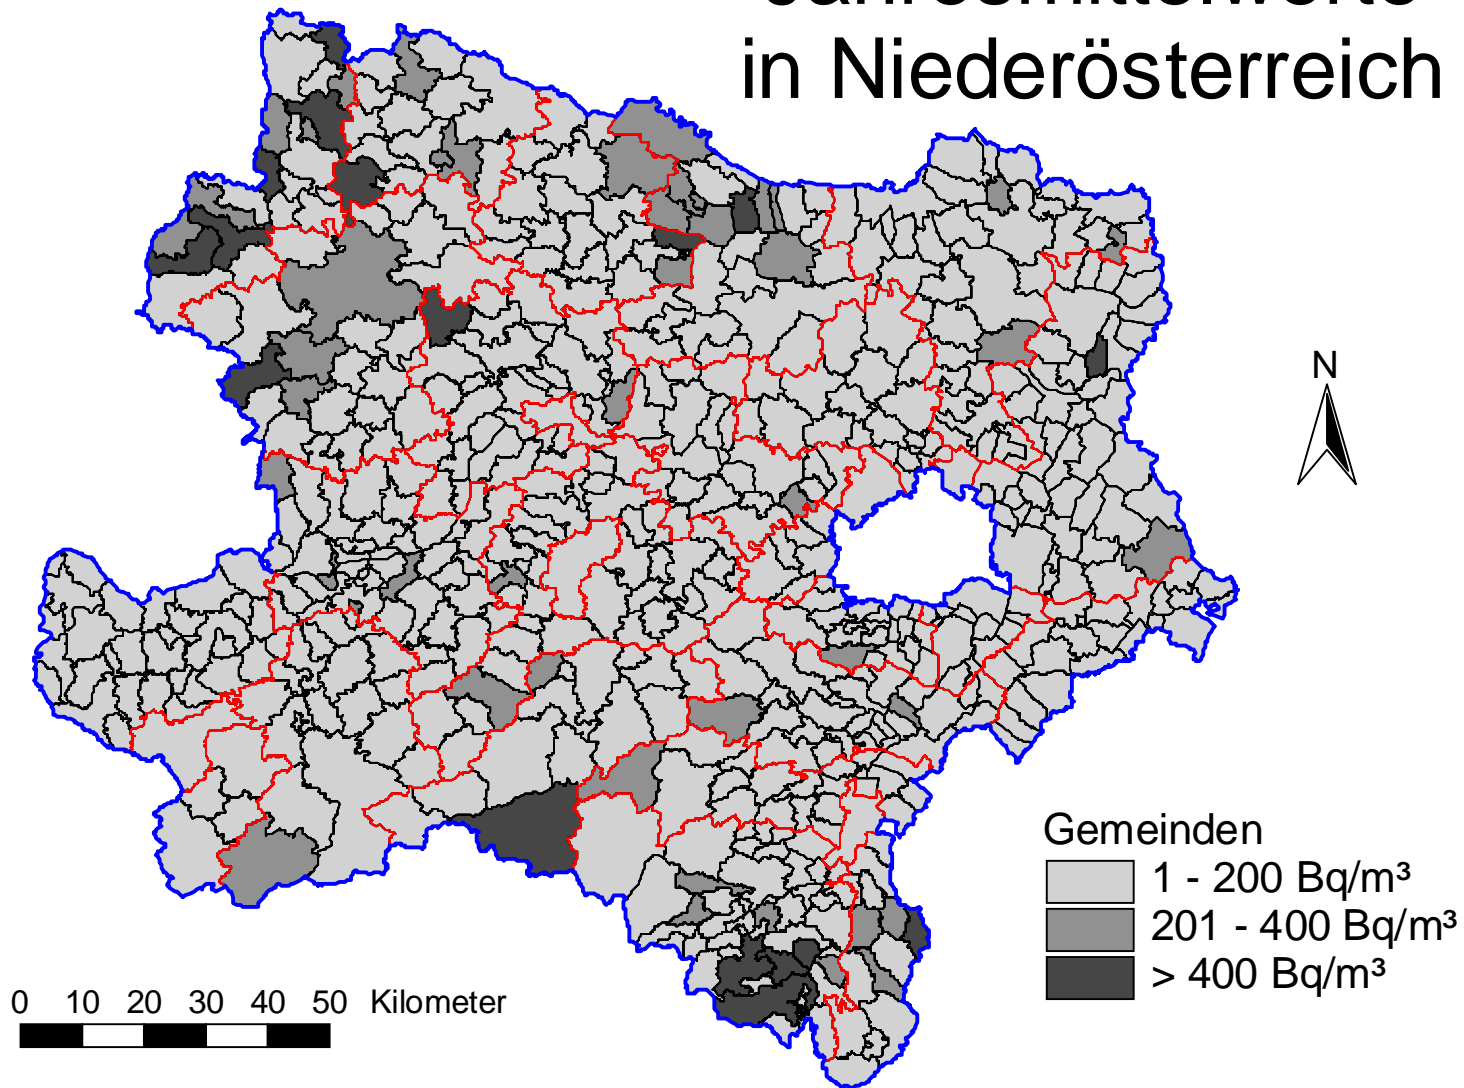 Jahresmittelwerte
in Niederösterreich
N
Gemeinden
1 - 200 Bq/m³
201 - 400 Bq/m³
> 400 Bq/m³
0 10 20 30 40 50 Kilometer